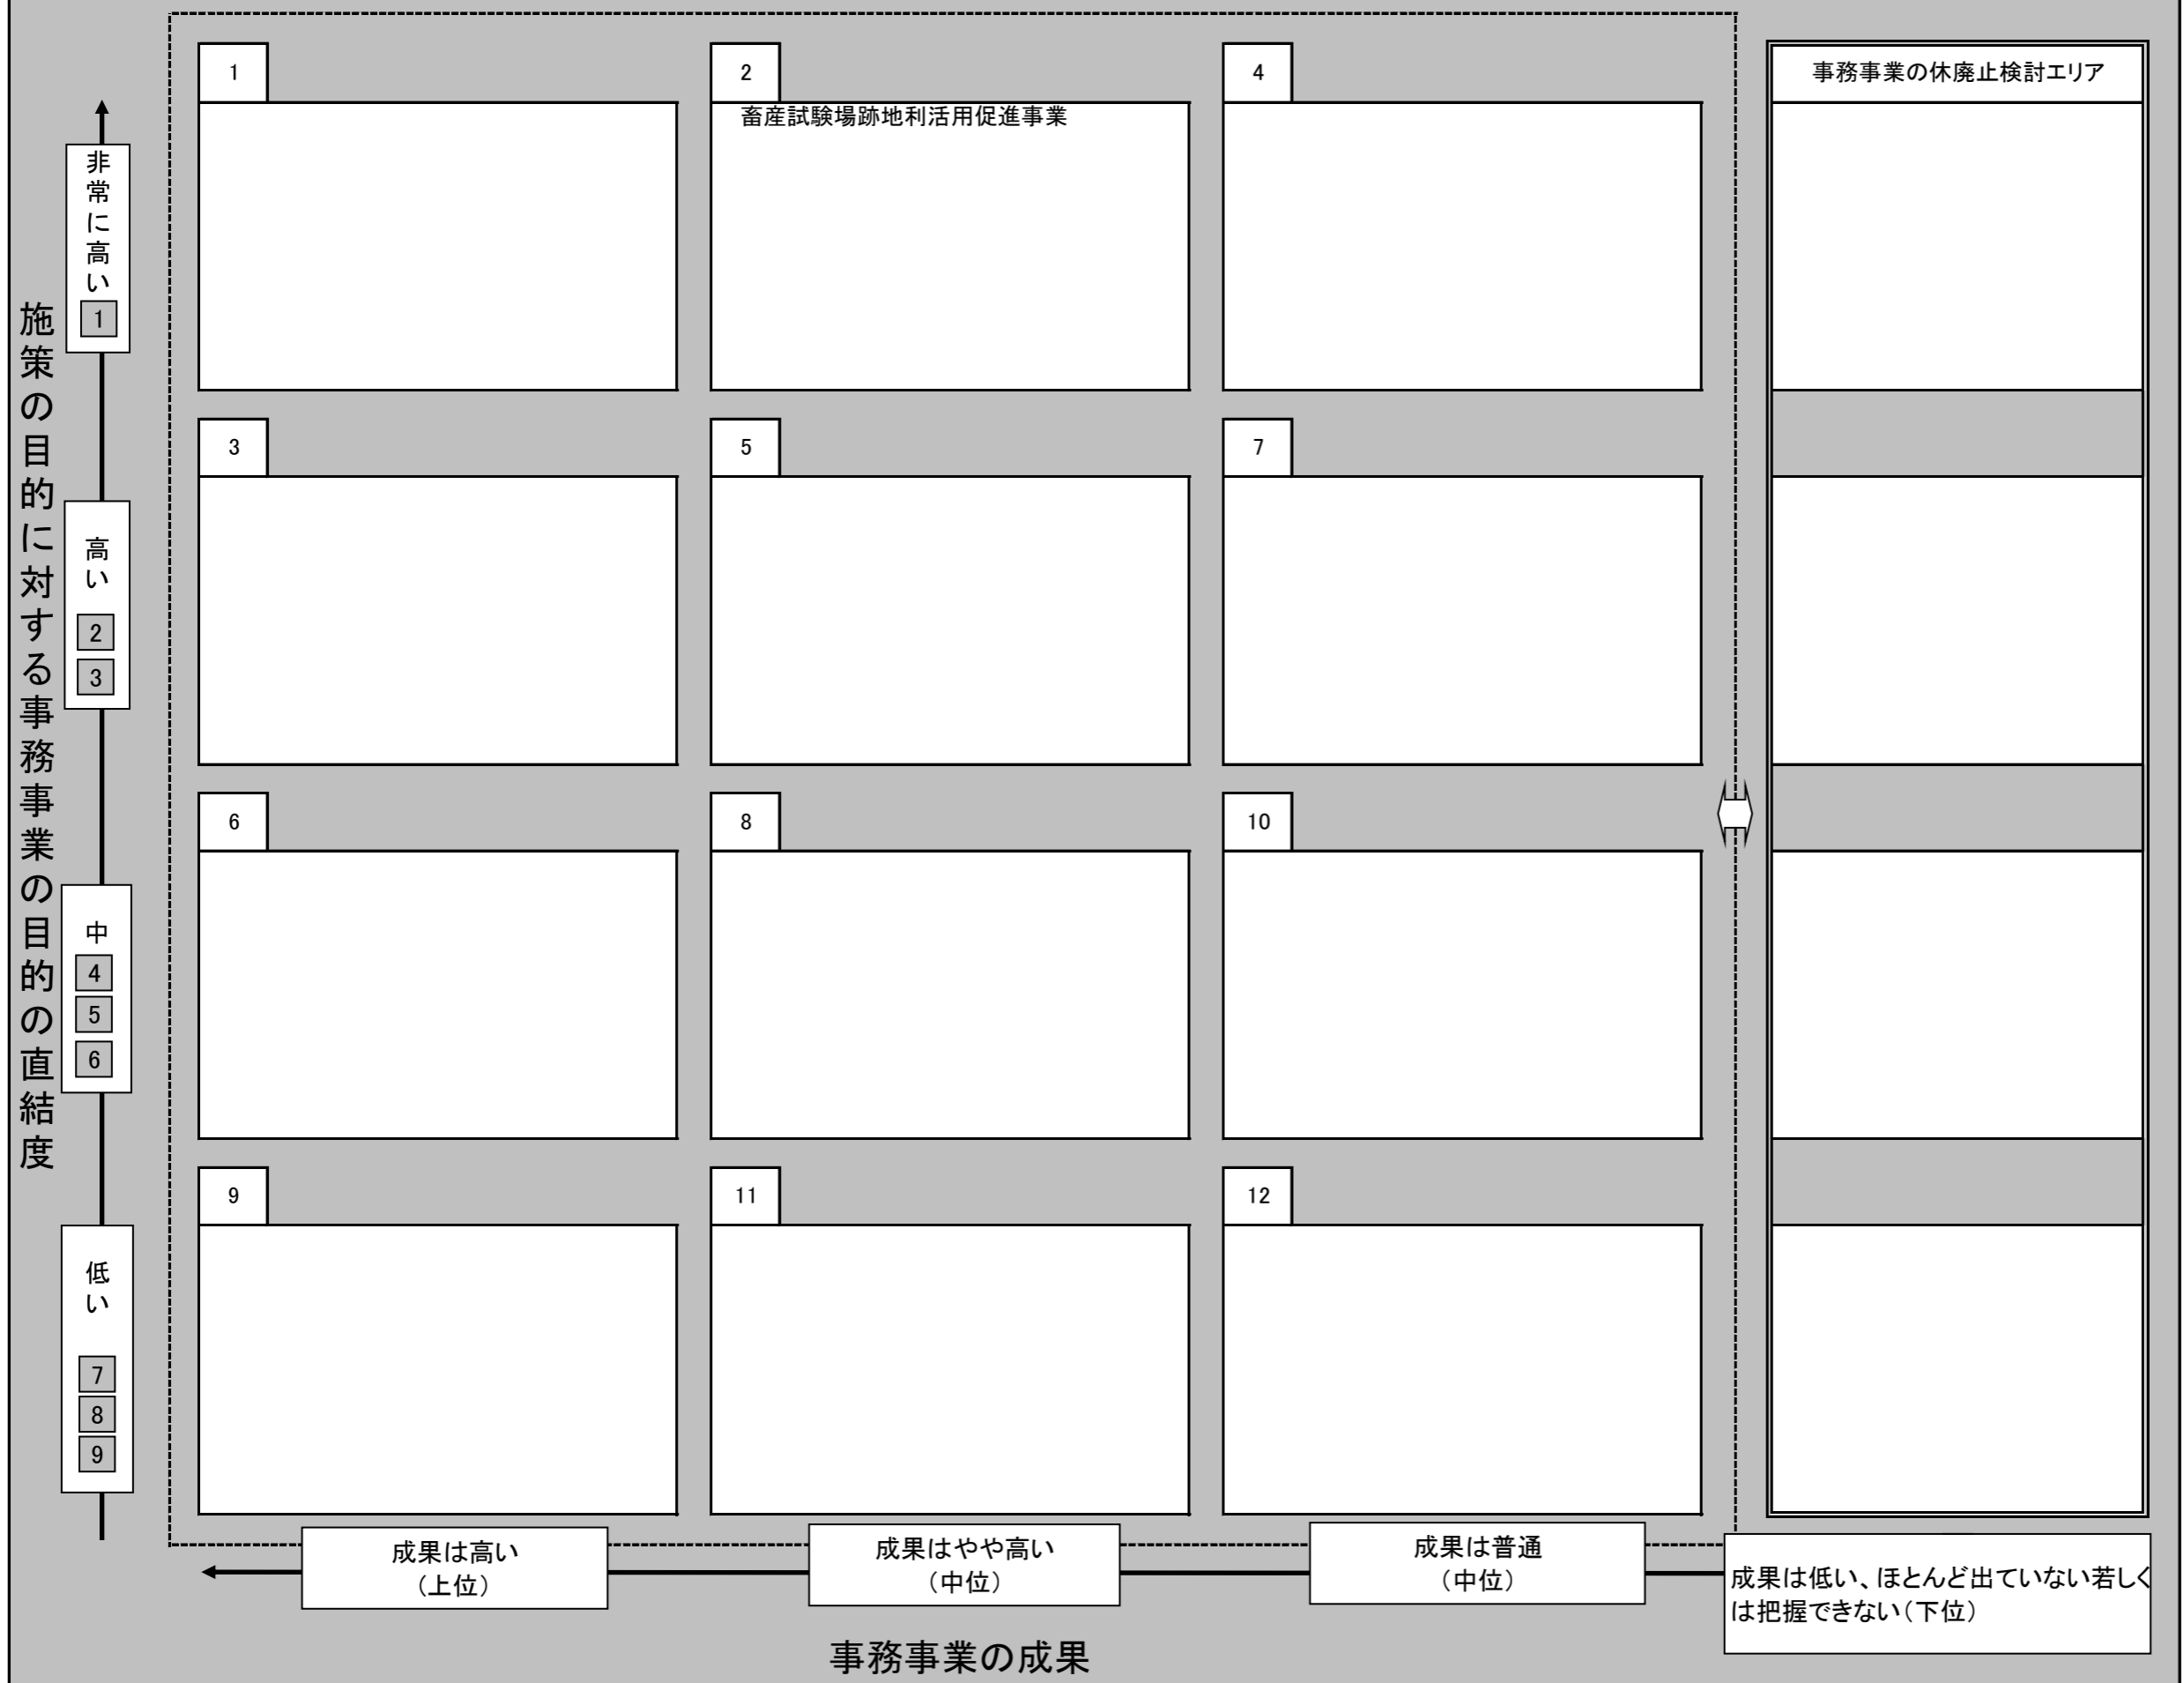 1
2
4
事務事業の休廃止検討エリア
畜産試験場跡地利活用促進事業
施策の目的に対する事務事業の目的の直結度
非常に高い
1
3
5
7
高い
2
3
6
8
10
中
4
5
6
9
11
12
低い
7
8
9
成果は高い
（上位）
成果はやや高い
（中位）
成果は普通
（中位）
成果は低い、ほとんど出ていない若しく
は把握できない（下位）
事務事業の成果